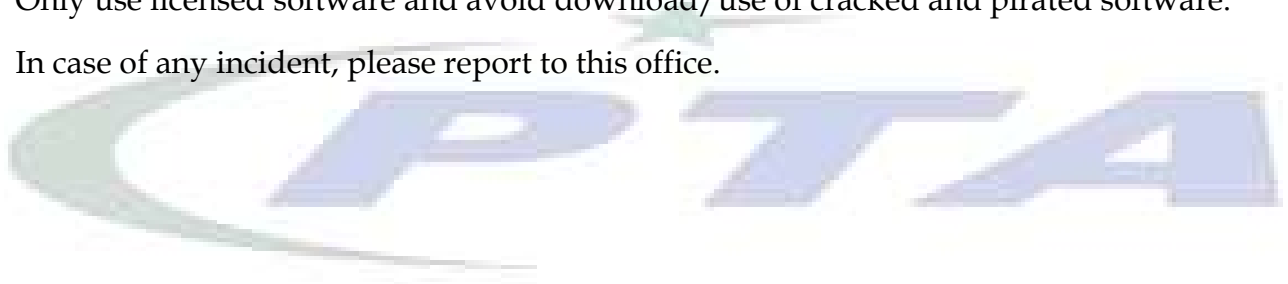 Only use licensed software and avoid download/use of cracked and pirated software.
In case of any incident, please report to this office.
PTA